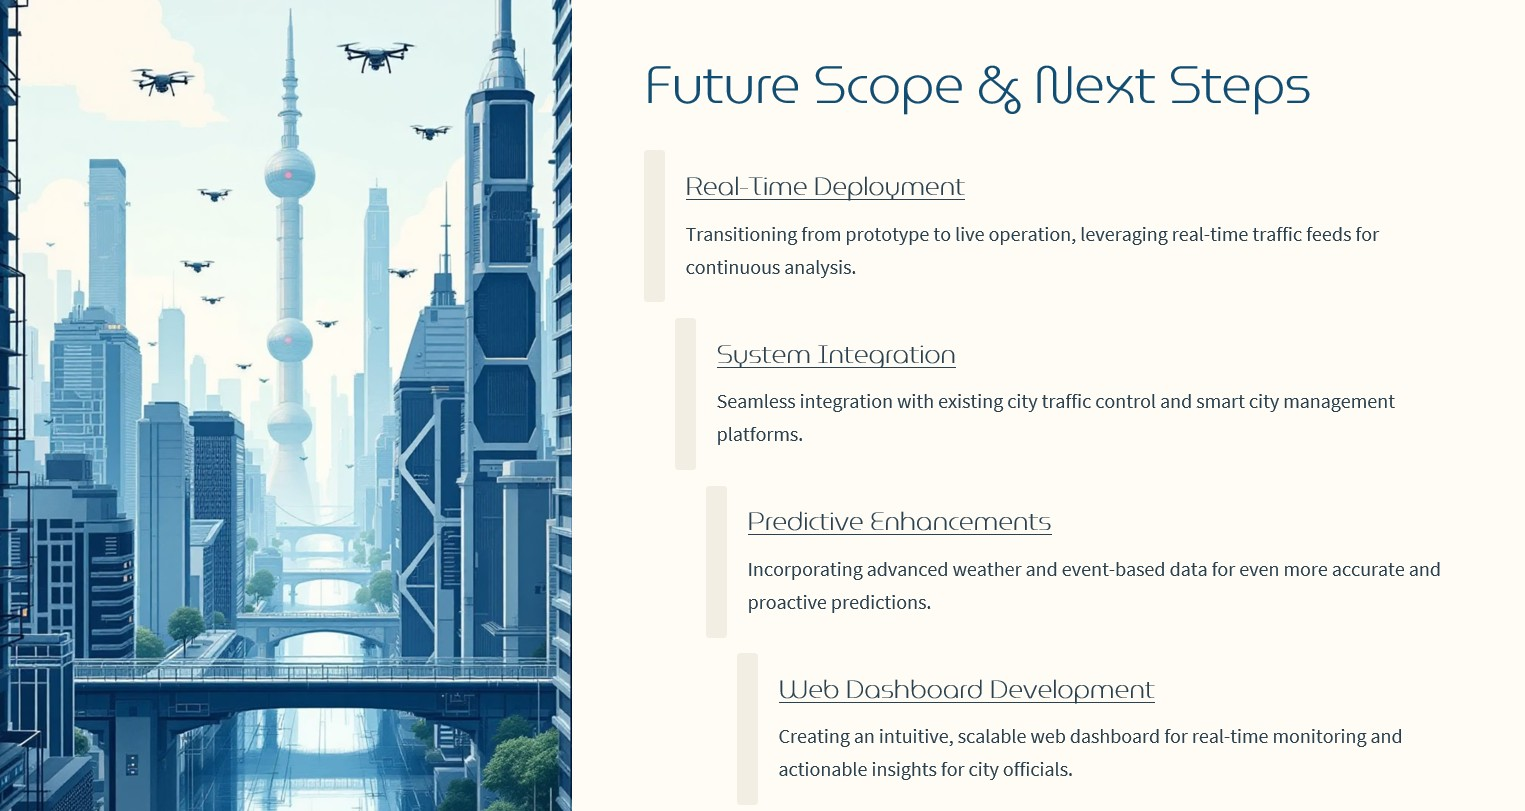 Future Scope & Next Steps
Real-Time Deployment
Transitioning from prototype to live operation, leveraging real-time traffic feeds for
continuous analysis.
System Integration
Seamless integration with existing city traffic control and smart city management
platforms.
Predictive Enhancements
Incorporating advanced weather and event-based data for even more accurate and
proactive predictions.
Web Dashboard Development
Creating an intuitive, scalable web dashboard for real-time monitoring and
actionable insights for city officials.